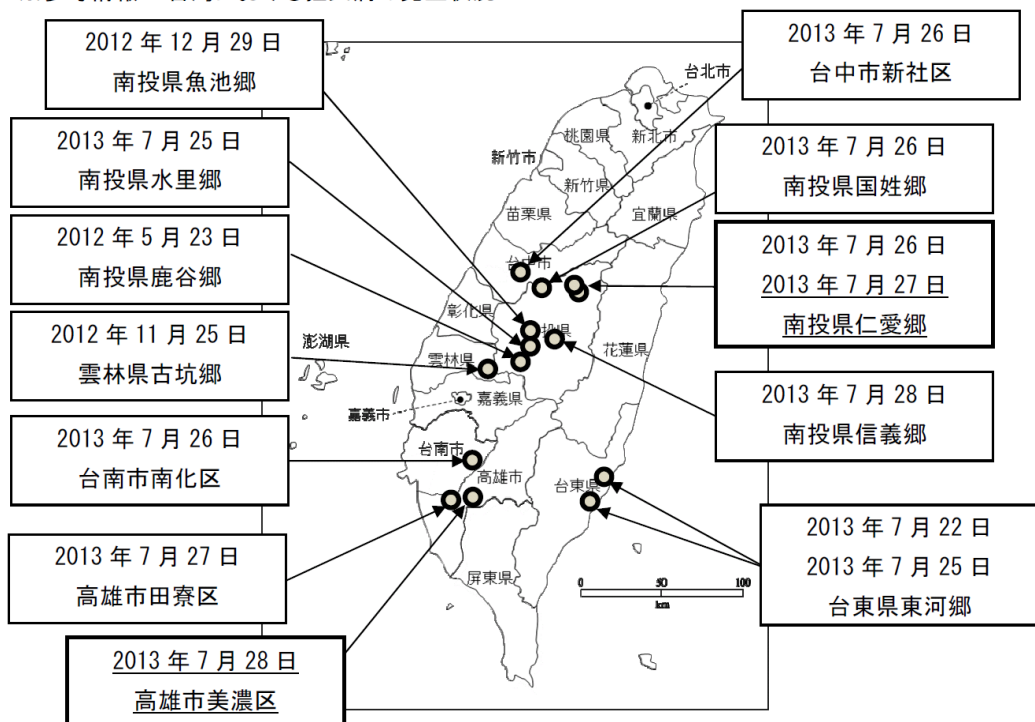 2012 年 12 月 29 日
南投県魚池郷
2013 年 7 月 25 日
南投県水里郷
2012 年 5 月 23 日
南投県鹿谷郷
2012 年 11 月 25 日
雲林県古坑郷
2013 年 7 月 26 日
台南市南化区
2013 年 7 月 27 日
高雄市田寮区
2013 年 7 月 28 日
高雄市美濃区
2013 年 7 月 26 日
台中市新社区
2013 年 7 月 26 日
南投県国姓郷
2013 年 7 月 26 日
2013 年 7 月 27 日
南投県仁愛郷
2013 年 7 月 28 日
南投県信義郷
2013 年 7 月 22 日
2013 年 7 月 25 日
台東県東河郷
台北市
桃園県
新北市
新竹市
新竹県
苗栗県
宜蘭県
台中市
彰化県
投県
花蓮県
澎湖県
雲林県
嘉義市
嘉義県
台南市
高雄市
台東県
屏東県
0 50 100
km